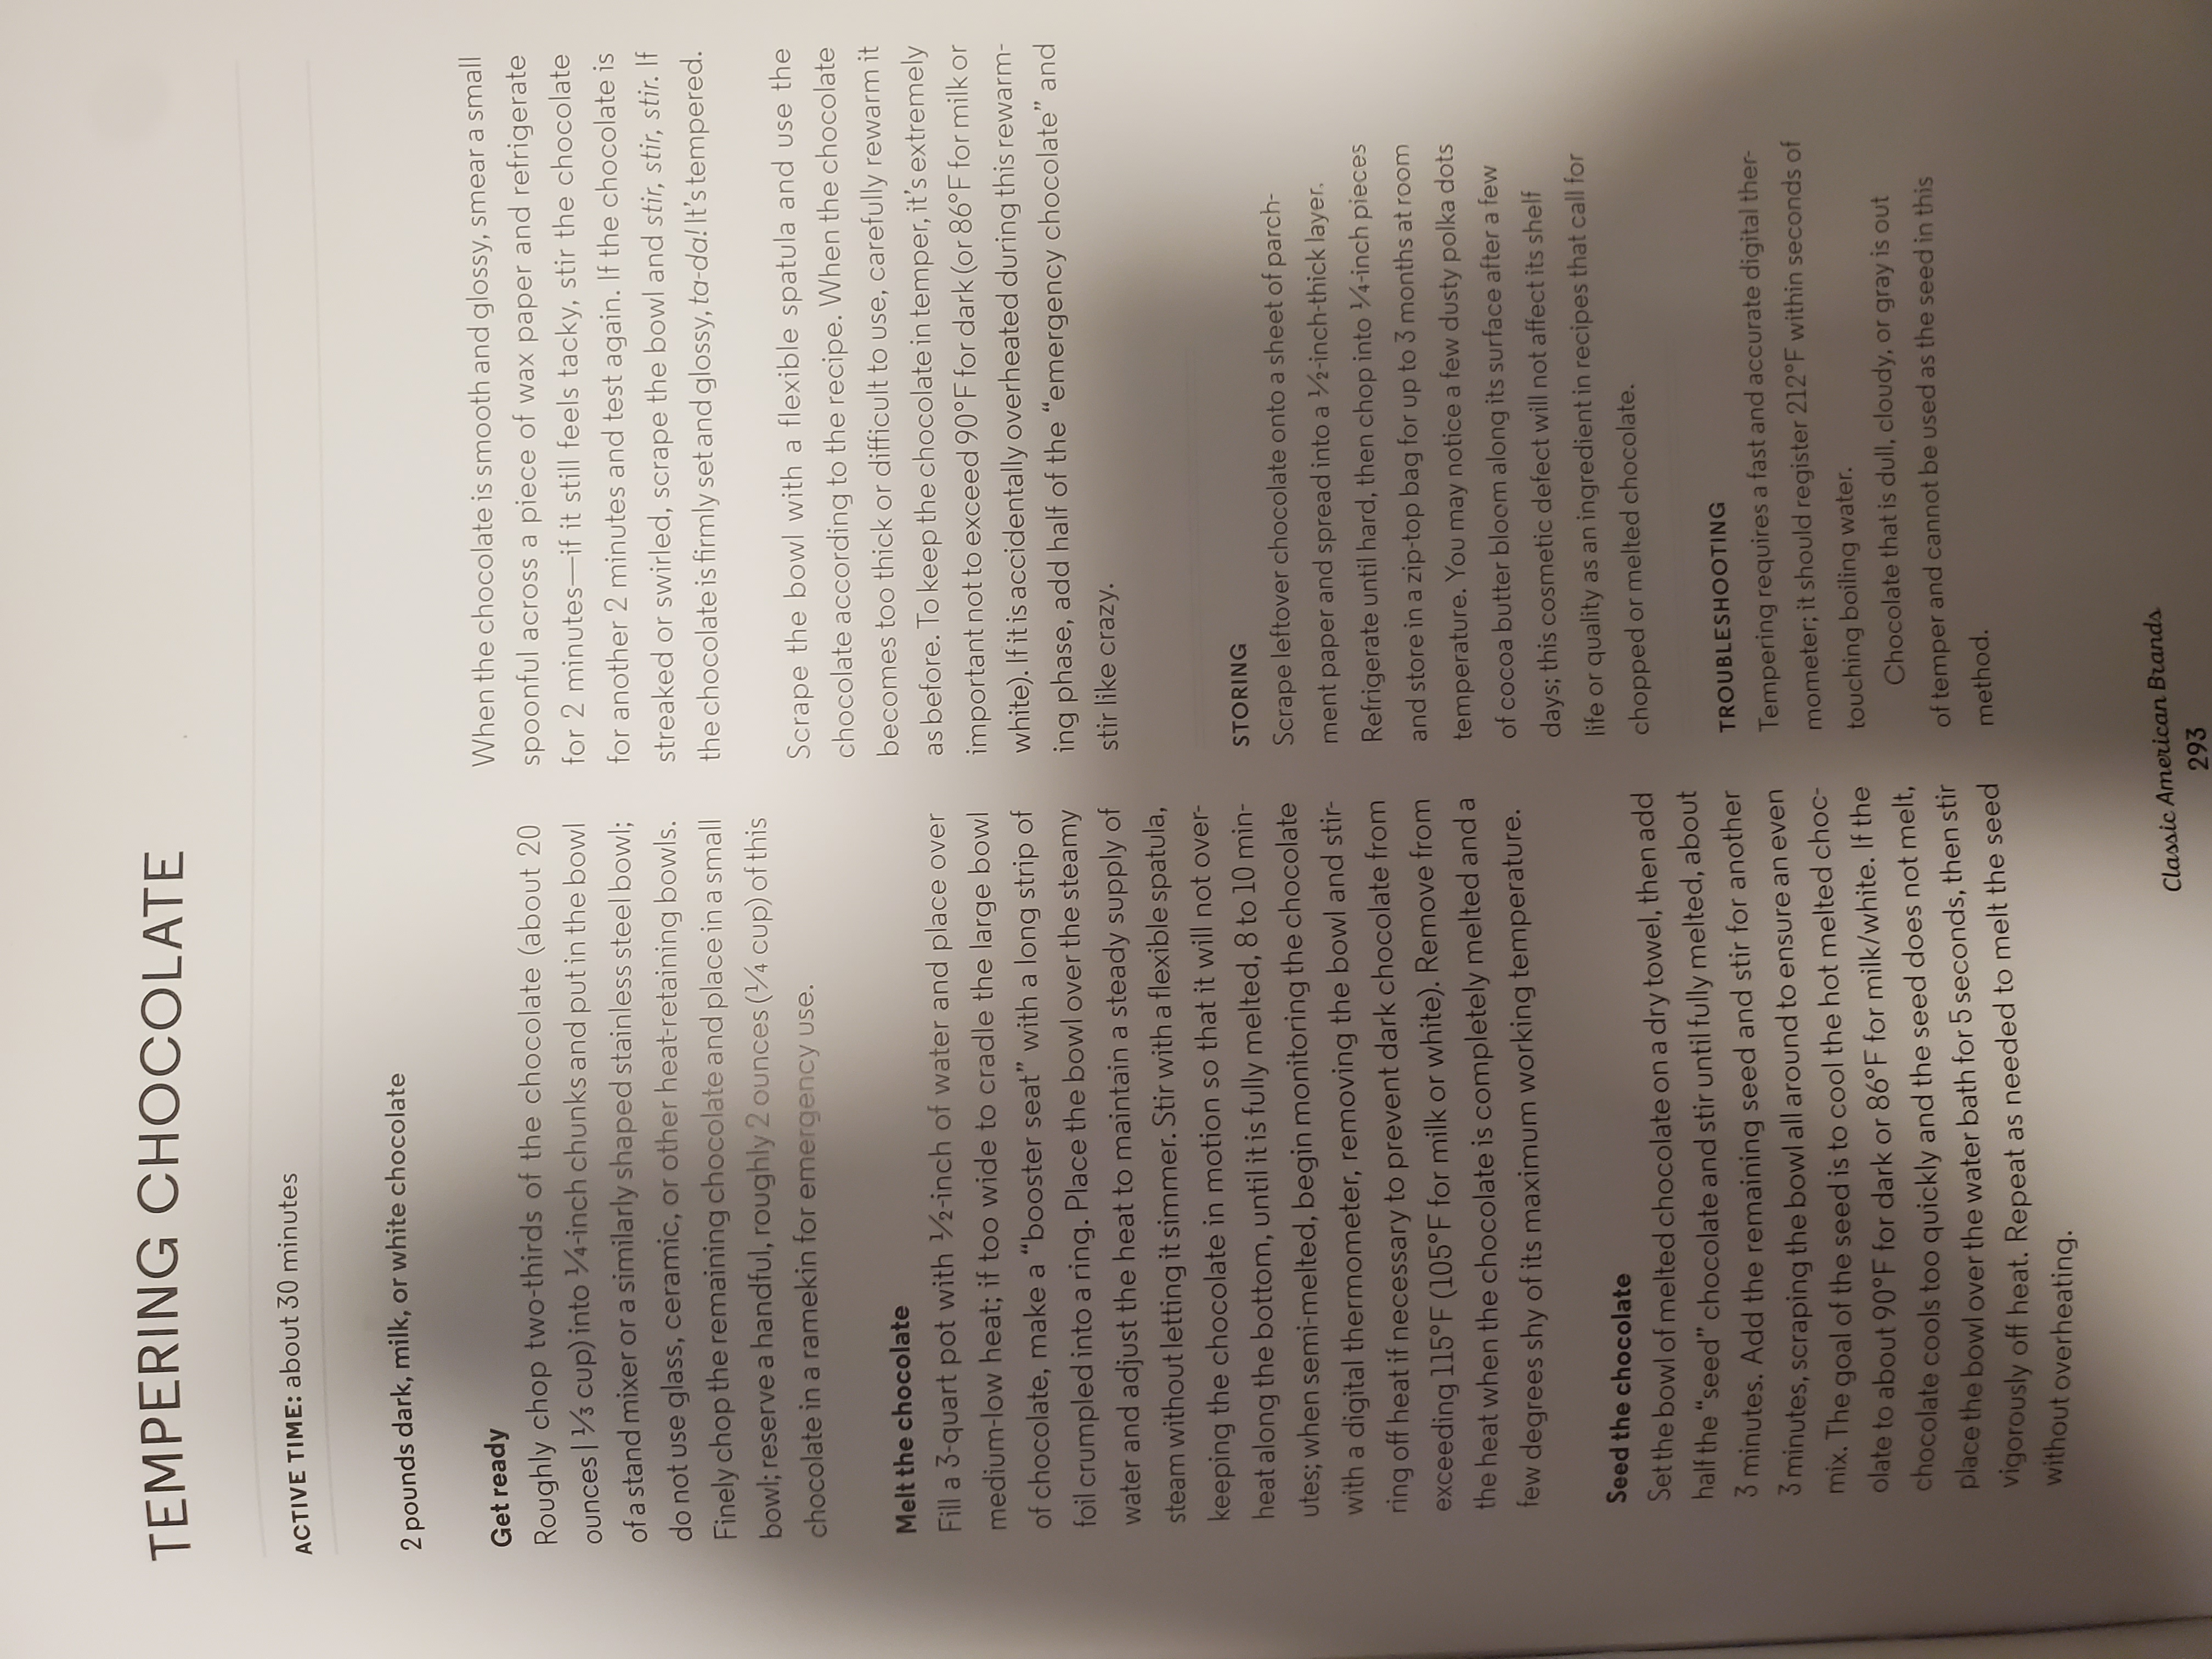 TEMPERING CHOCOLATE
ACTIVE TIME: about 30 minutes
2 pounds dark, milk, or white chocolate
Get ready
Roughly chop two-thirds of the chocolate (about 20
ounces | ⅓ cup) into ¼-inch chunks and put in the bowl
of a stand mixer or a similarly shaped stainless steel bowl;
do not use glass, ceramic, or other heat-retaining bowls.
Finely chop the remaining chocolate and place in a small
bowl; reserve a handful, roughly 2 ounces (¼ cup) of this
chocolate in a ramekin for emergency use.
Melt the chocolate
Fill a 3-quart pot with ½-inch of water and place over
medium-low heat; if too wide to cradle the large bowl
of chocolate, make a “booster seat” with a long strip of
foil crumpled into a ring. Place the bowl over the steamy
water and adjust the heat to maintain a steady supply of
steam without letting it simmer. Stir with a flexible spatula,
keeping the chocolate in motion so that it will not over-
heat along the bottom, until it is fully melted, 8 to 10 min-
utes; when semi-melted, begin monitoring the chocolate
with a digital thermometer, removing the bowl and stir-
ring off heat if necessary to prevent dark chocolate from
exceeding 115°F (105°F for milk or white). Remove from
the heat when the chocolate is completely melted and a
few degrees shy of its maximum working temperature.
Seed the chocolate
Set the bowl of melted chocolate on a dry towel, then add
half the “seed” chocolate and stir until fully melted, about
3 minutes. Add the remaining seed and stir for another
3 minutes, scraping the bowl all around to ensure an even
mix. The goal of the seed is to cool the hot melted choc-
olate to about 90°F for dark or 86°F for milk/white. If the
chocolate cools too quickly and the seed does not melt,
place the bowl over the water bath for 5 seconds, then stir
vigorously off heat. Repeat as needed to melt the seed
without overheating.
When the chocolate is smooth and glossy, smear a small
spoonful across a piece of wax paper and refrigerate
for 2 minutes—if it still feels tacky, stir the chocolate
for another 2 minutes and test again. If the chocolate is
streaked or swirled, scrape the bowl and stir, stir, stir. If
the chocolate is firmly set and glossy, ta-da! It’s tempered.
Scrape the bowl with a flexible spatula and use the
chocolate according to the recipe. When the chocolate
becomes too thick or difficult to use, carefully rewarm it
as before. To keep the chocolate in temper, it’s extremely
important not to exceed 90°F for dark (or 86°F for milk or
white). If it is accidentally overheated during this rewarm-
ing phase, add half of the “emergency chocolate” and
stir like crazy.
STORING
Scrape leftover chocolate onto a sheet of parch-
ment paper and spread into a ½-inch-thick layer.
Refrigerate until hard, then chop into ¼-inch pieces
and store in a zip-top bag for up to 3 months at room
temperature. You may notice a few dusty polka dots
of cocoa butter bloom along its surface after a few
days; this cosmetic defect will not affect its shelf
life or quality as an ingredient in recipes that call for
chopped or melted chocolate.
TROUBLESHOOTING
Tempering requires a fast and accurate digital ther-
mometer; it should register 212°F within seconds of
touching boiling water.
Chocolate that is dull, cloudy, or gray is out
of temper and cannot be used as the seed in this
method.
Classic American Brands
293